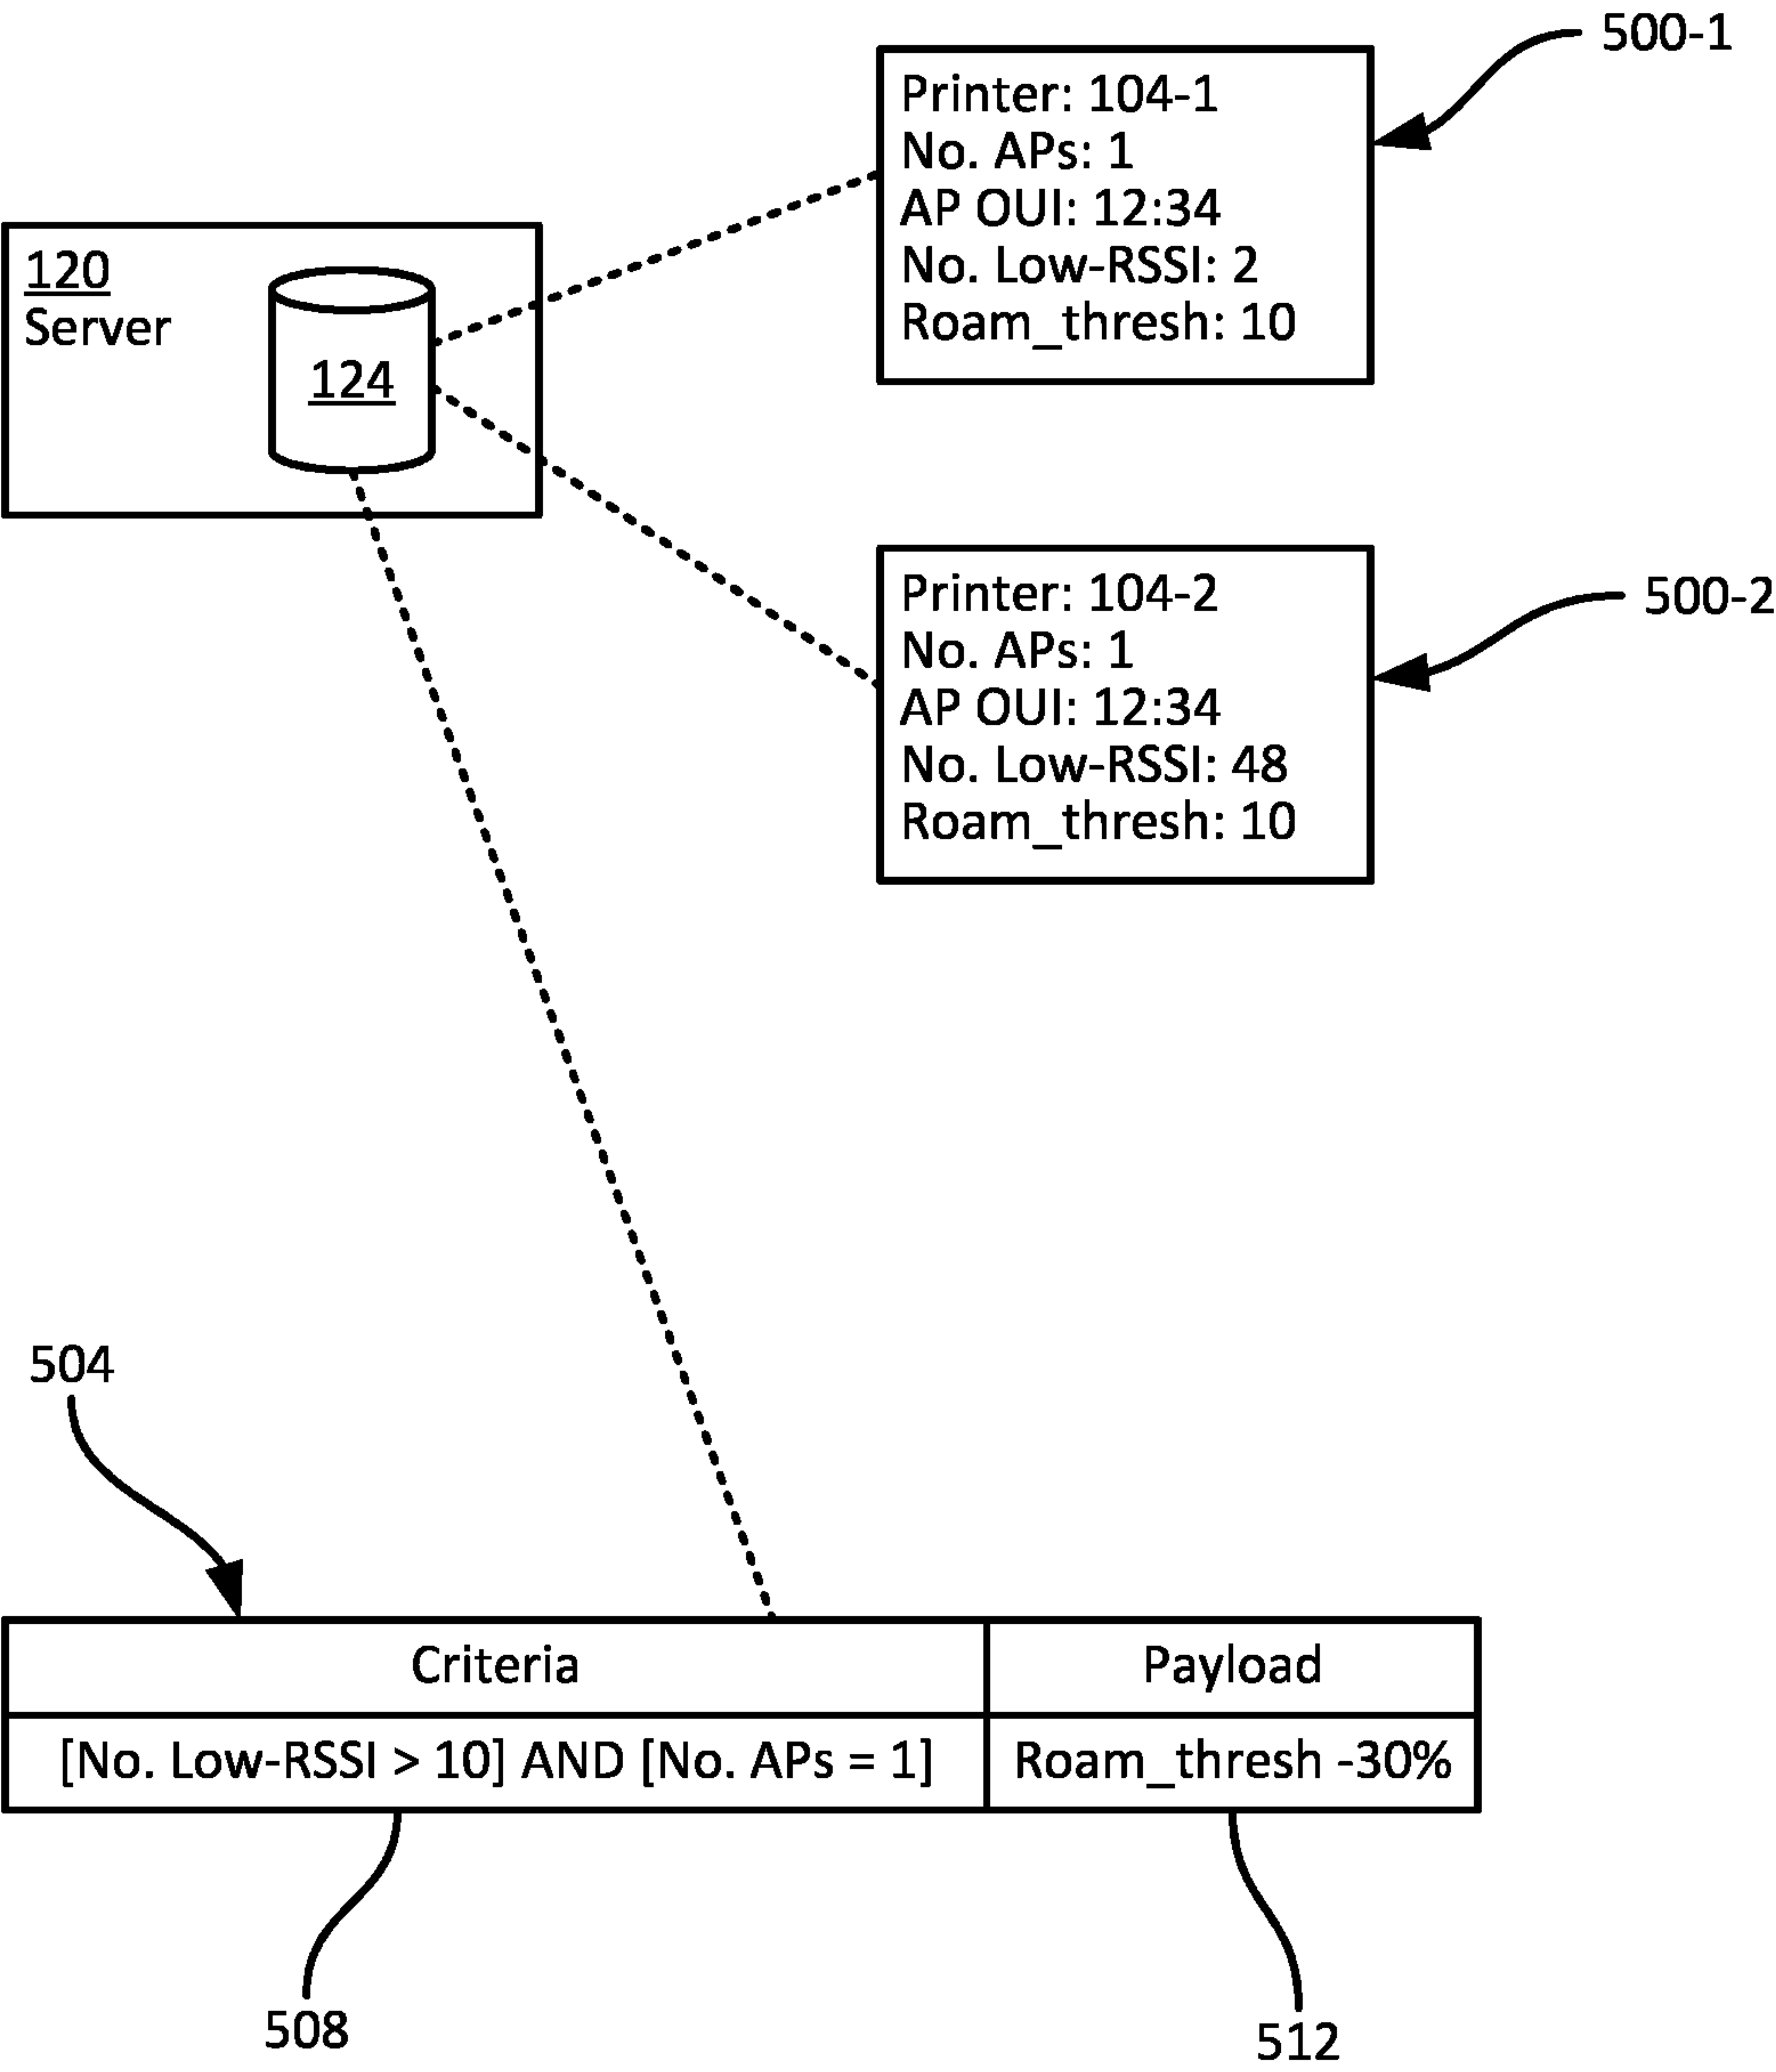 500-1
Printer: 104-1
No. APs: 1
AP OUI: 12:34
No. Low-RSSI: 2
Roam_thresh: 10
120
Server
124
500-2
Printer: 104-2
No. APs: 1
AP OUI: 12:34
No. Low-RSSI: 48
Roam_thresh: 10
504
Criteria
Payload
[No. Low-RSSI > 10] AND [No. APs = 1]
Roam_thresh -30%
508
512